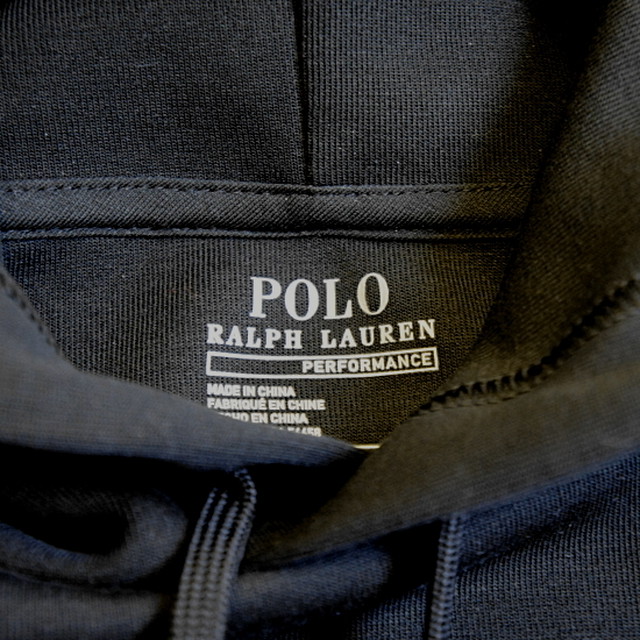 POLO
RALPH LAUREN
PERFORMANCE
MADE IN CHINA
FABRIQUÉ EN CHINE
EN CHINA